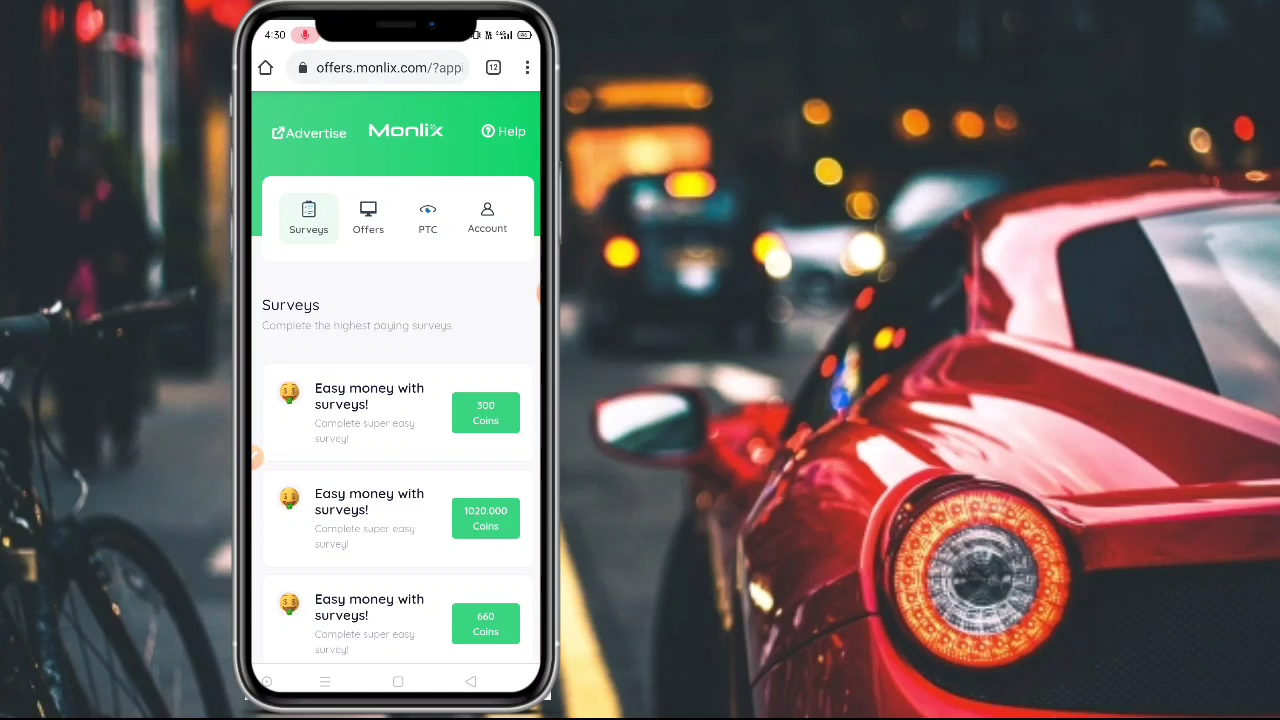 4:30
offers.monlix.com/?appi
12
Advertise
Monlix
Help
Surveys
Offers
PTC
Account
Surveys
Complete the highest paying surveys
Easy money with
surveys!
Complete super easy
survey!
300
Coins
Easy money with
surveys!
Complete super easy
survey!
1020.000
Coins
Easy money with
surveys!
Complete super easy
survey!
660
Coins